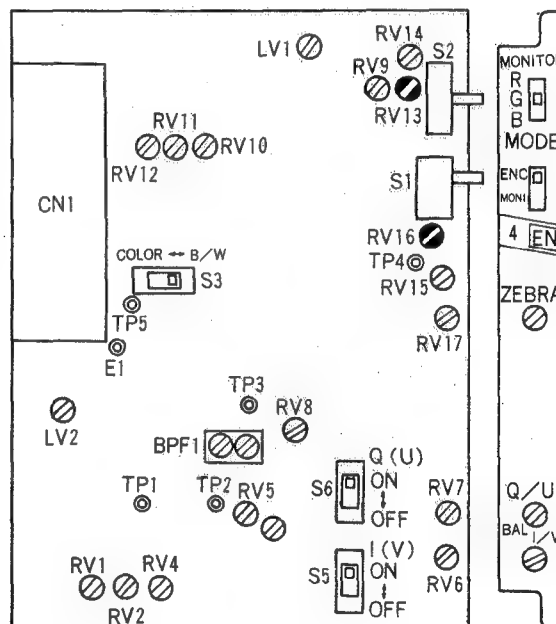 LV1
RV14
S2
RV9
RV13
MONITO
R
G
B
MODE
RV11
RV10
RV12
S1
ENC
MONI
CN1
RV16
4 EN
COLOR ↔ B/W
S3
TP4
RV15
TP5
ZEBRA
E1
RV17
TP3
RV8
LV2
BPF1
Q (U)
S6
ON
↕
OFF
TP1
TP2
RV5
RV7
Q/U
BAL
I/V
I (V)
S5
ON
↕
OFF
RV1
RV4
RV2
RV6